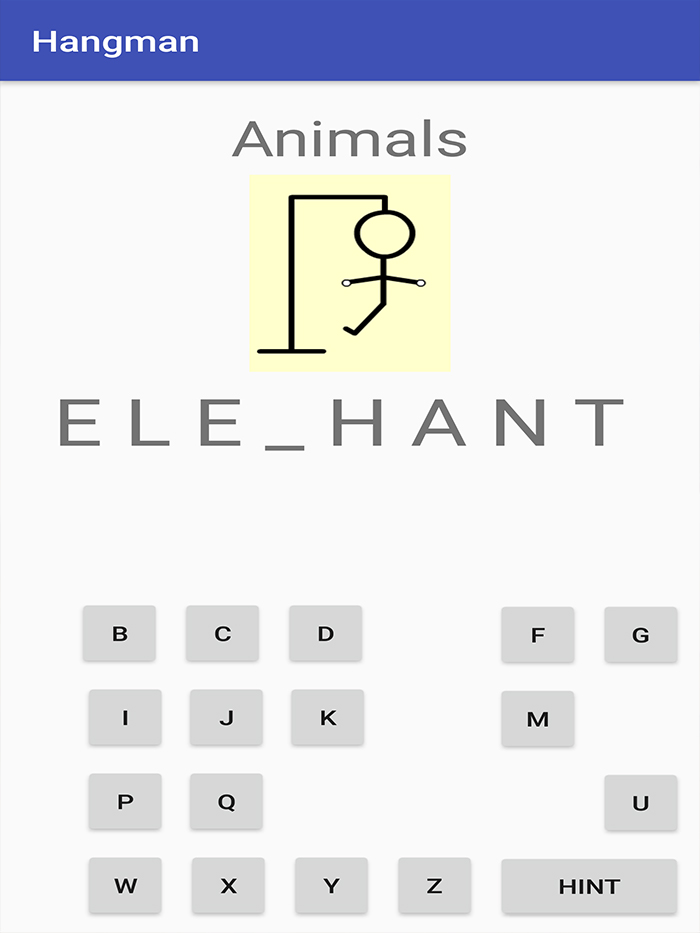 Hangman
Animals
E L E _ H A N T
B C D F G
I J K M
P Q U
W X Y Z HINT